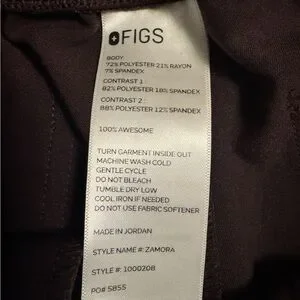 FIGS
BODY:
72% POLYESTER 21% RAYON
7% SPANDEX
CONTRAST 1 :
82% POLYESTER 18% SPANDEX
CONTRAST 2 :
88% POLYESTER 12% SPANDEX
100% AWESOME
TURN GARMENT INSIDE OUT
MACHINE WASH COLD
GENTLE CYCLE
DO NOT BLEACH
TUMBLE DRY LOW
COOL IRON IF NEEDED
DO NOT USE FABRIC SOFTENER
MADE IN JORDAN
STYLE NAME #: ZAMORA
STYLE #: 1000208
PO# 5855